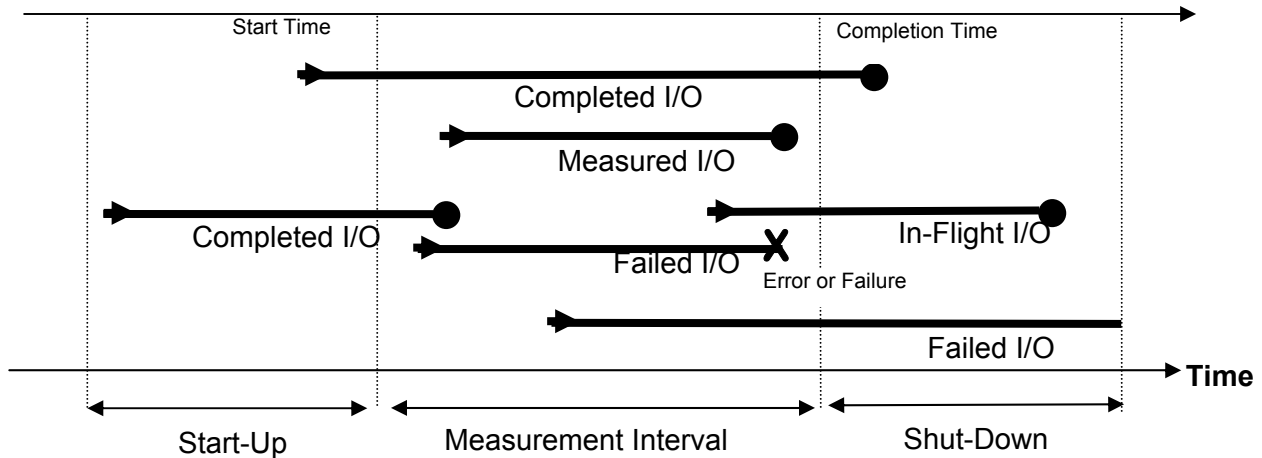 Start Time
Completion Time
Completed I/O
Measured I/O
Completed I/O
In-Flight I/O
Failed I/O
Error or Failure
Failed I/O
Time
Start-Up
Measurement Interval
Shut-Down